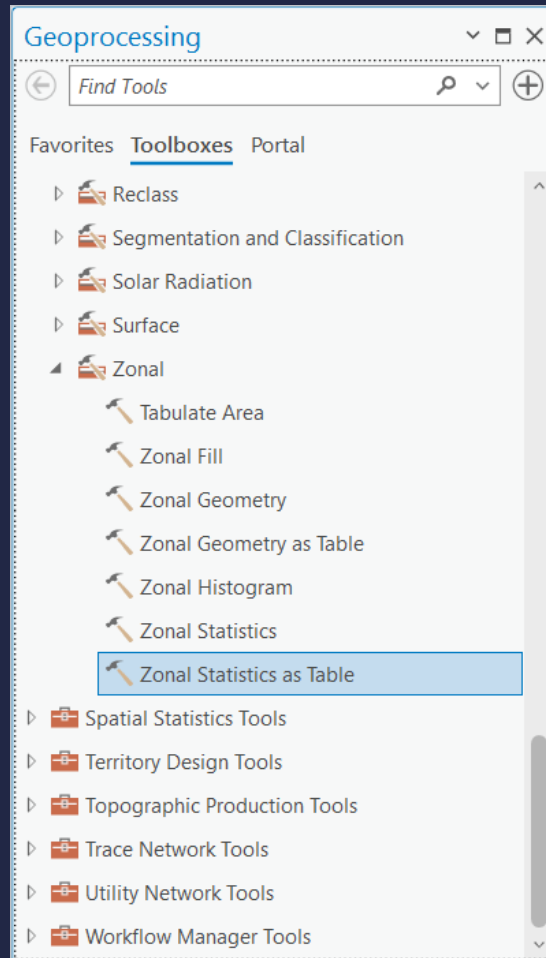 Geoprocessing
Find Tools
Favorites Toolboxes Portal
Reclass
Segmentation and Classification
Solar Radiation
Surface
Zonal
Tabulate Area
Zonal Fill
Zonal Geometry
Zonal Geometry as Table
Zonal Histogram
Zonal Statistics
Zonal Statistics as Table
Spatial Statistics Tools
Territory Design Tools
Topographic Production Tools
Trace Network Tools
Utility Network Tools
Workflow Manager Tools